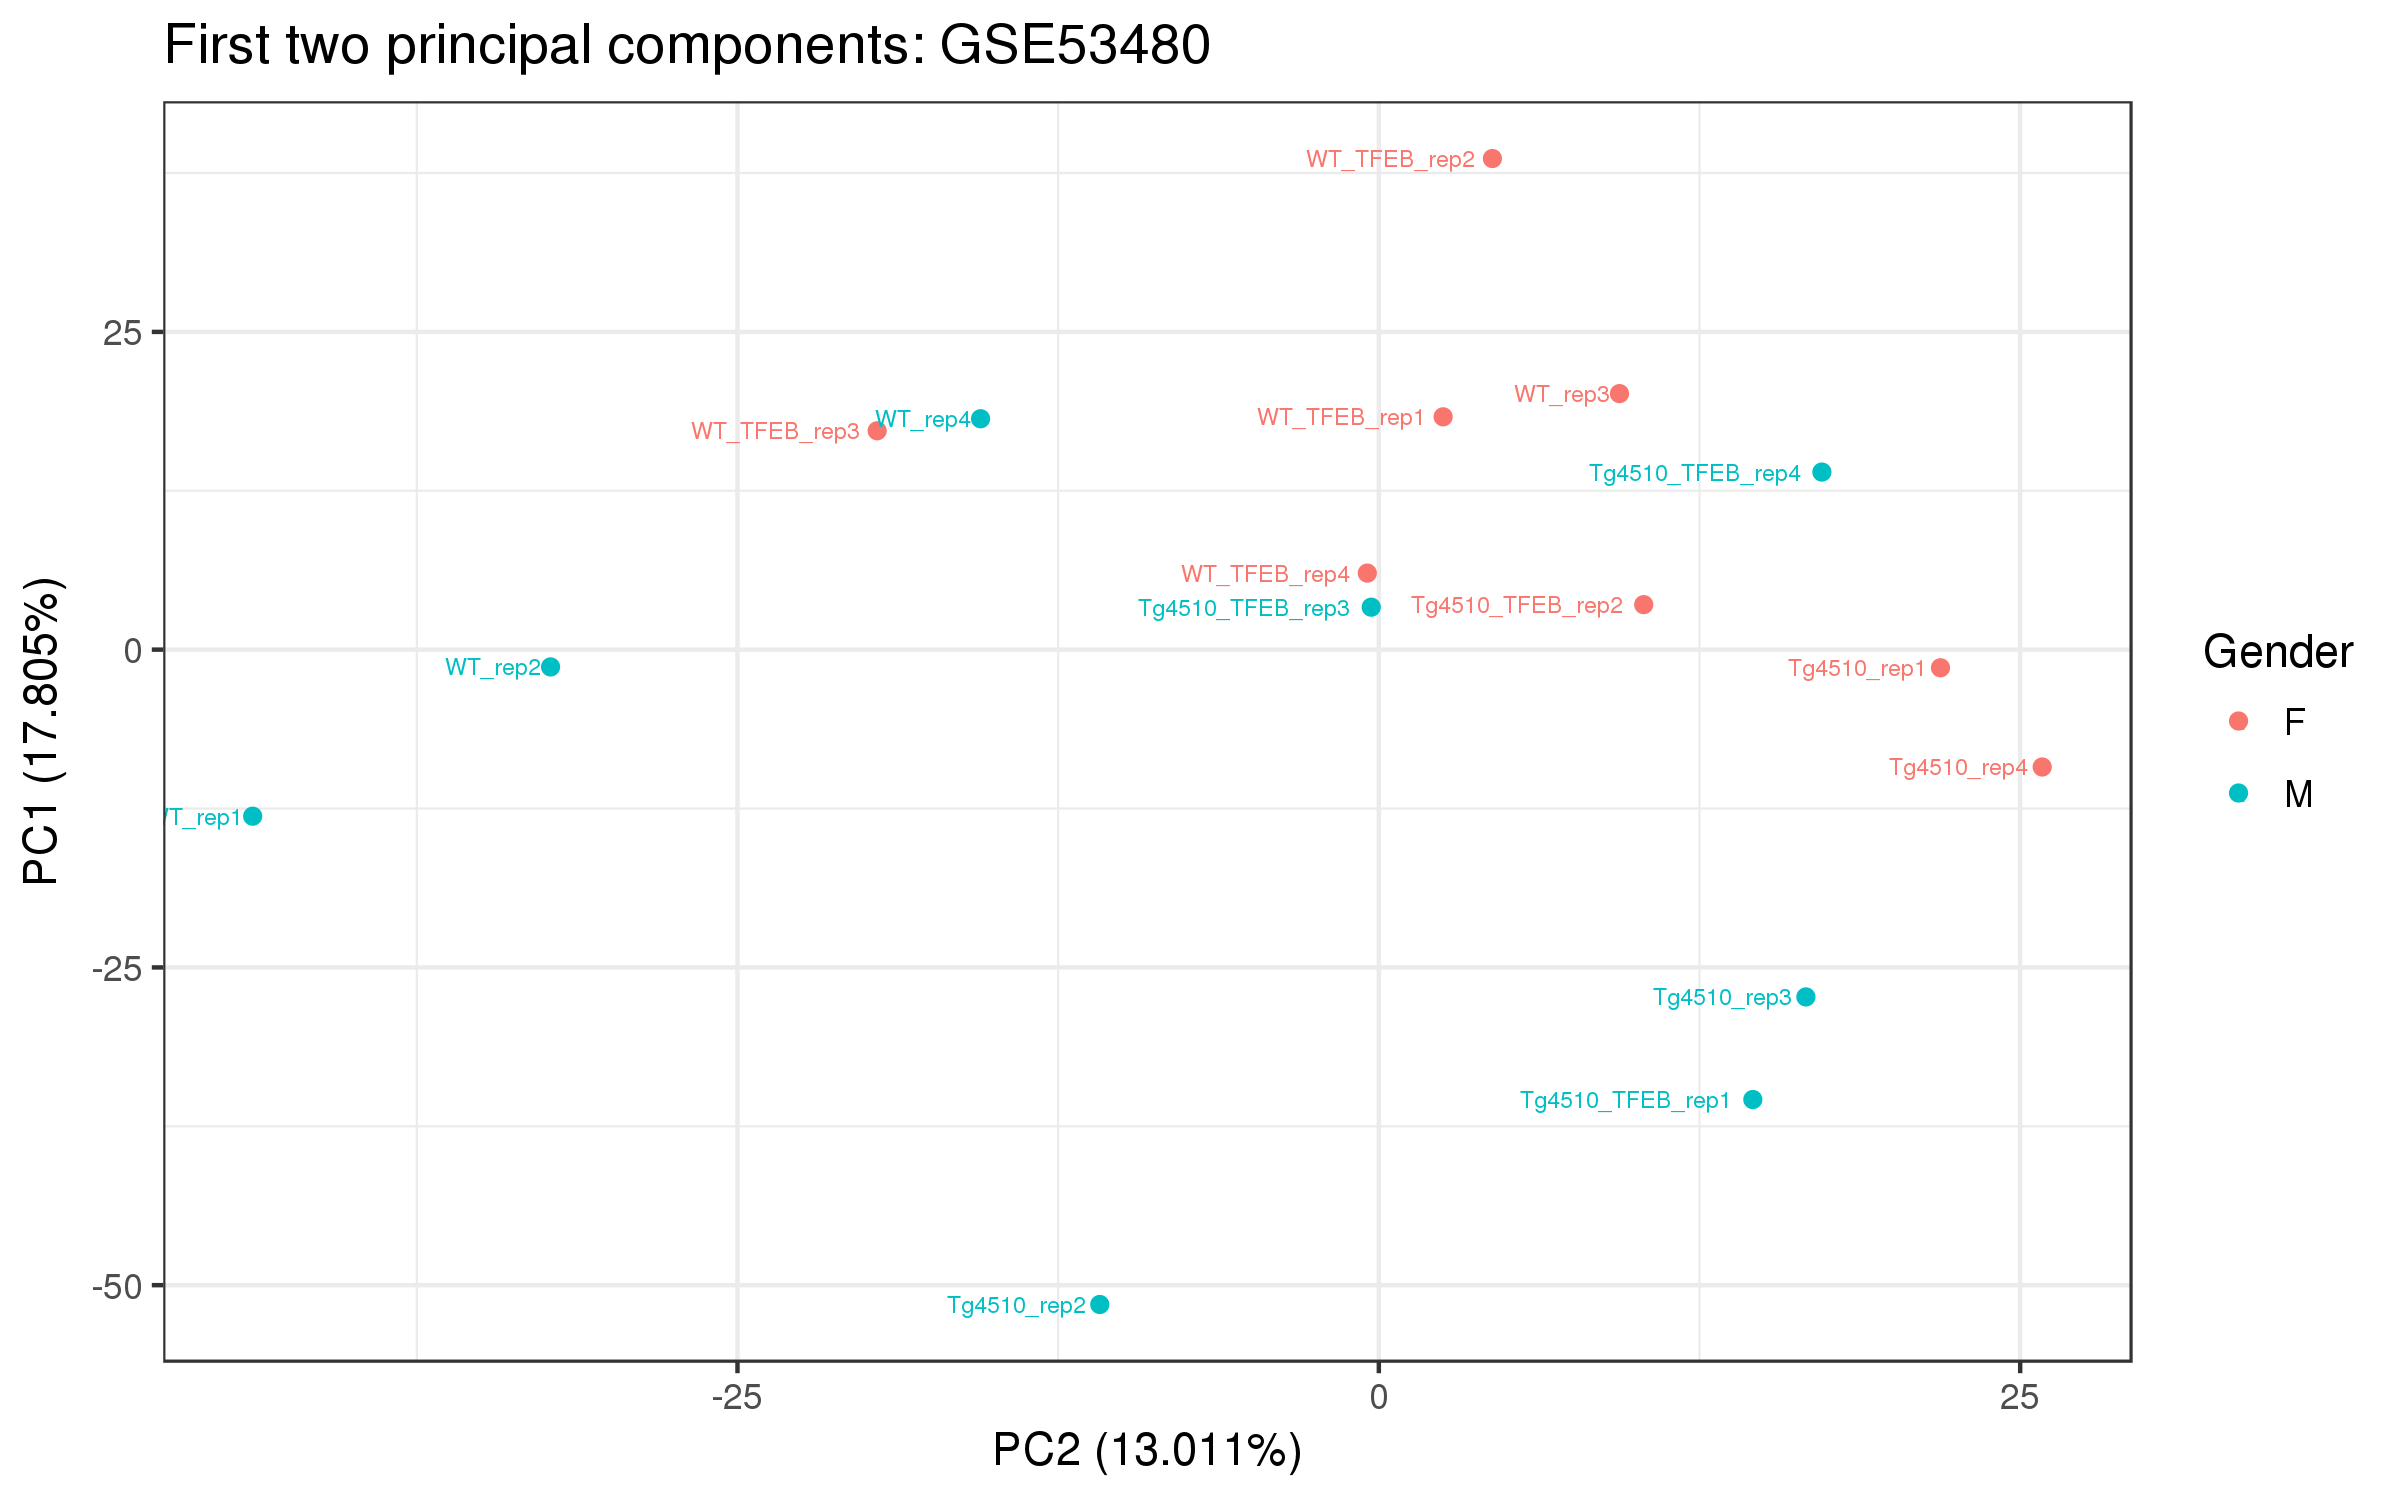 First two principal components: GSE53480
WT_TFEB_rep2
25
WT_rep3
WT_TFEB_rep1
WT_rep4
WT_TFEB_rep3
Tg4510_TFEB_rep4
WT_TFEB_rep4
Tg4510_TFEB_rep2
Tg4510_TFEB_rep3
0
WT_rep2
Tg4510_rep1
Tg4510_rep4
T_rep1
-25
Tg4510_rep3
Tg4510_TFEB_rep1
-50
Tg4510_rep2
-25 0 25
PC2 (13.011%)
PC1 (17.805%)
Gender
F
M